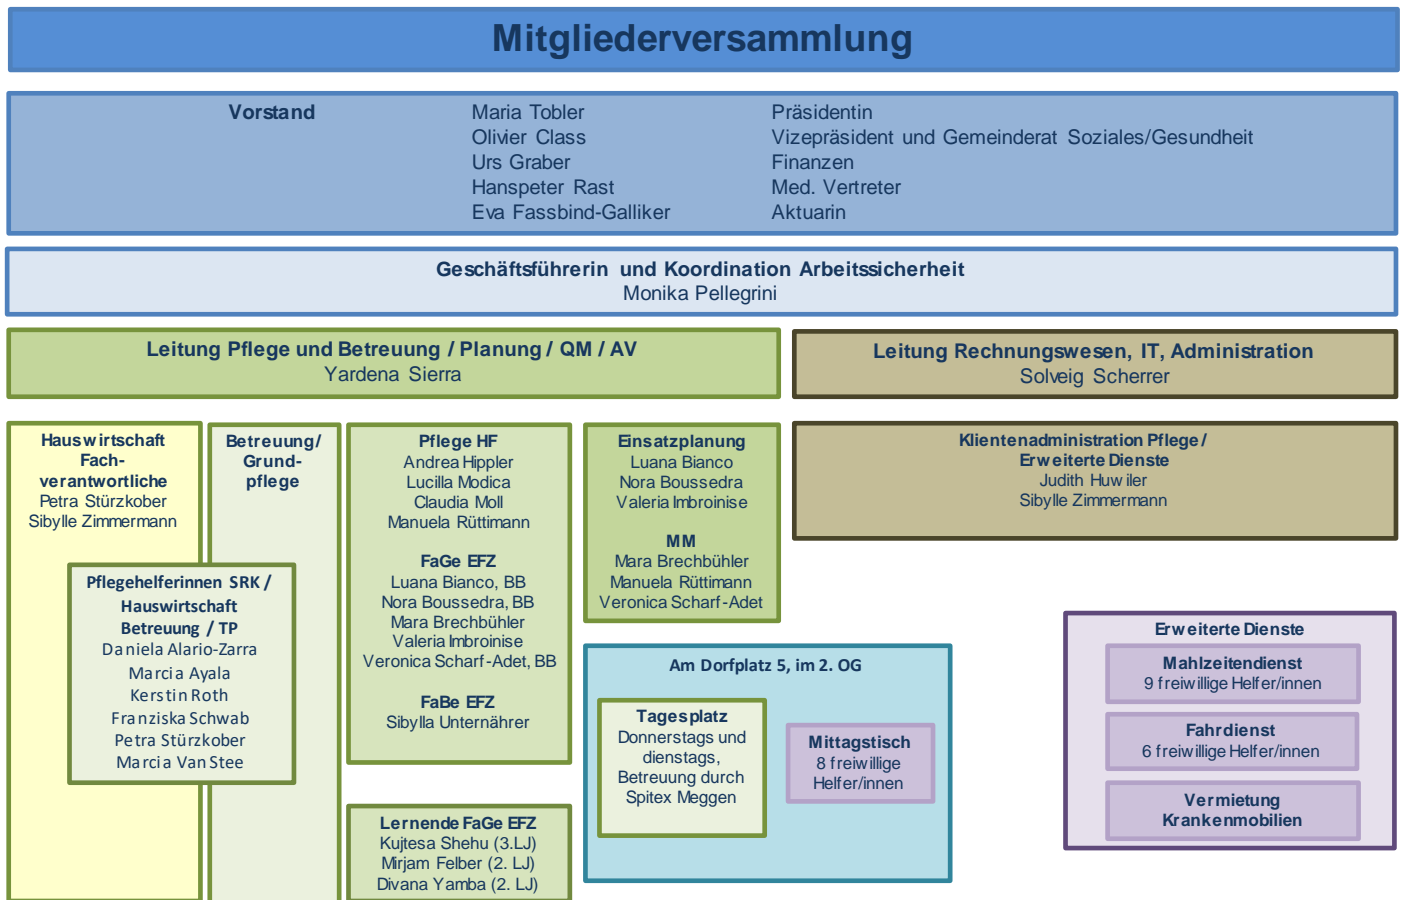 Mitgliederversammlung
Vorstand
Maria Tobler Präsidentin
Olivier Class Vizepräsident und Gemeinderat Soziales/Gesundheit
Urs Graber Finanzen
Hanspeter Rast Med. Vertreter
Eva Fassbind-Galliker Aktuarin
Geschäftsführerin und Koordination Arbeitssicherheit
Monika Pellegrini
Leitung Pflege und Betreuung / Planung / QM / AV
Yardena Sierra
Leitung Rechnungswesen, IT, Administration
Solveig Scherrer
Hauswirtschaft
Fach-
verantwortliche
Petra Stürzkober
Sibylle Zimmermann
Betreuung/
Grund-
pflege
Pflegehelferinnen SRK /
Hauswirtschaft
Betreuung / TP
Daniela Alario-Zarra
Marcia Ayala
Kerstin Roth
Franziska Schwab
Petra Stürzkober
Marcia Van Stee
Pflege HF
Andrea Hippler
Lucilla Modica
Claudia Moll
Manuela Rüttimann
FaGe EFZ
Luana Bianco, BB
Nora Boussedra, BB
Mara Brechbühler
Valeria Imbroinise
Veronica Scharf-Adet, BB
FaBe EFZ
Sibylla Unternährer
Lernende FaGe EFZ
Kujtesa Shehu (3.LJ)
Mirjam Felber (2. LJ)
Divana Yamba (2. LJ)
Einsatzplanung
Luana Bianco
Nora Boussedra
Valeria Imbroinise
MM
Mara Brechbühler
Manuela Rüttimann
Veronica Scharf-Adet
Klientenadministration Pflege/
Erweiterte Dienste
Judith Huwiler
Sibylle Zimmermann
Am Dorfplatz 5, im 2. OG
Tagesplatz
Donnerstags und
dienstags,
Betreuung durch
Spitex Meggen
Mittagstisch
8 freiwillige
Helfer/innen
Erweiterte Dienste
Mahlzeitendienst
9 freiwillige Helfer/innen
Fahrdienst
6 freiwillige Helfer/innen
Vermietung
Krankenmobilien